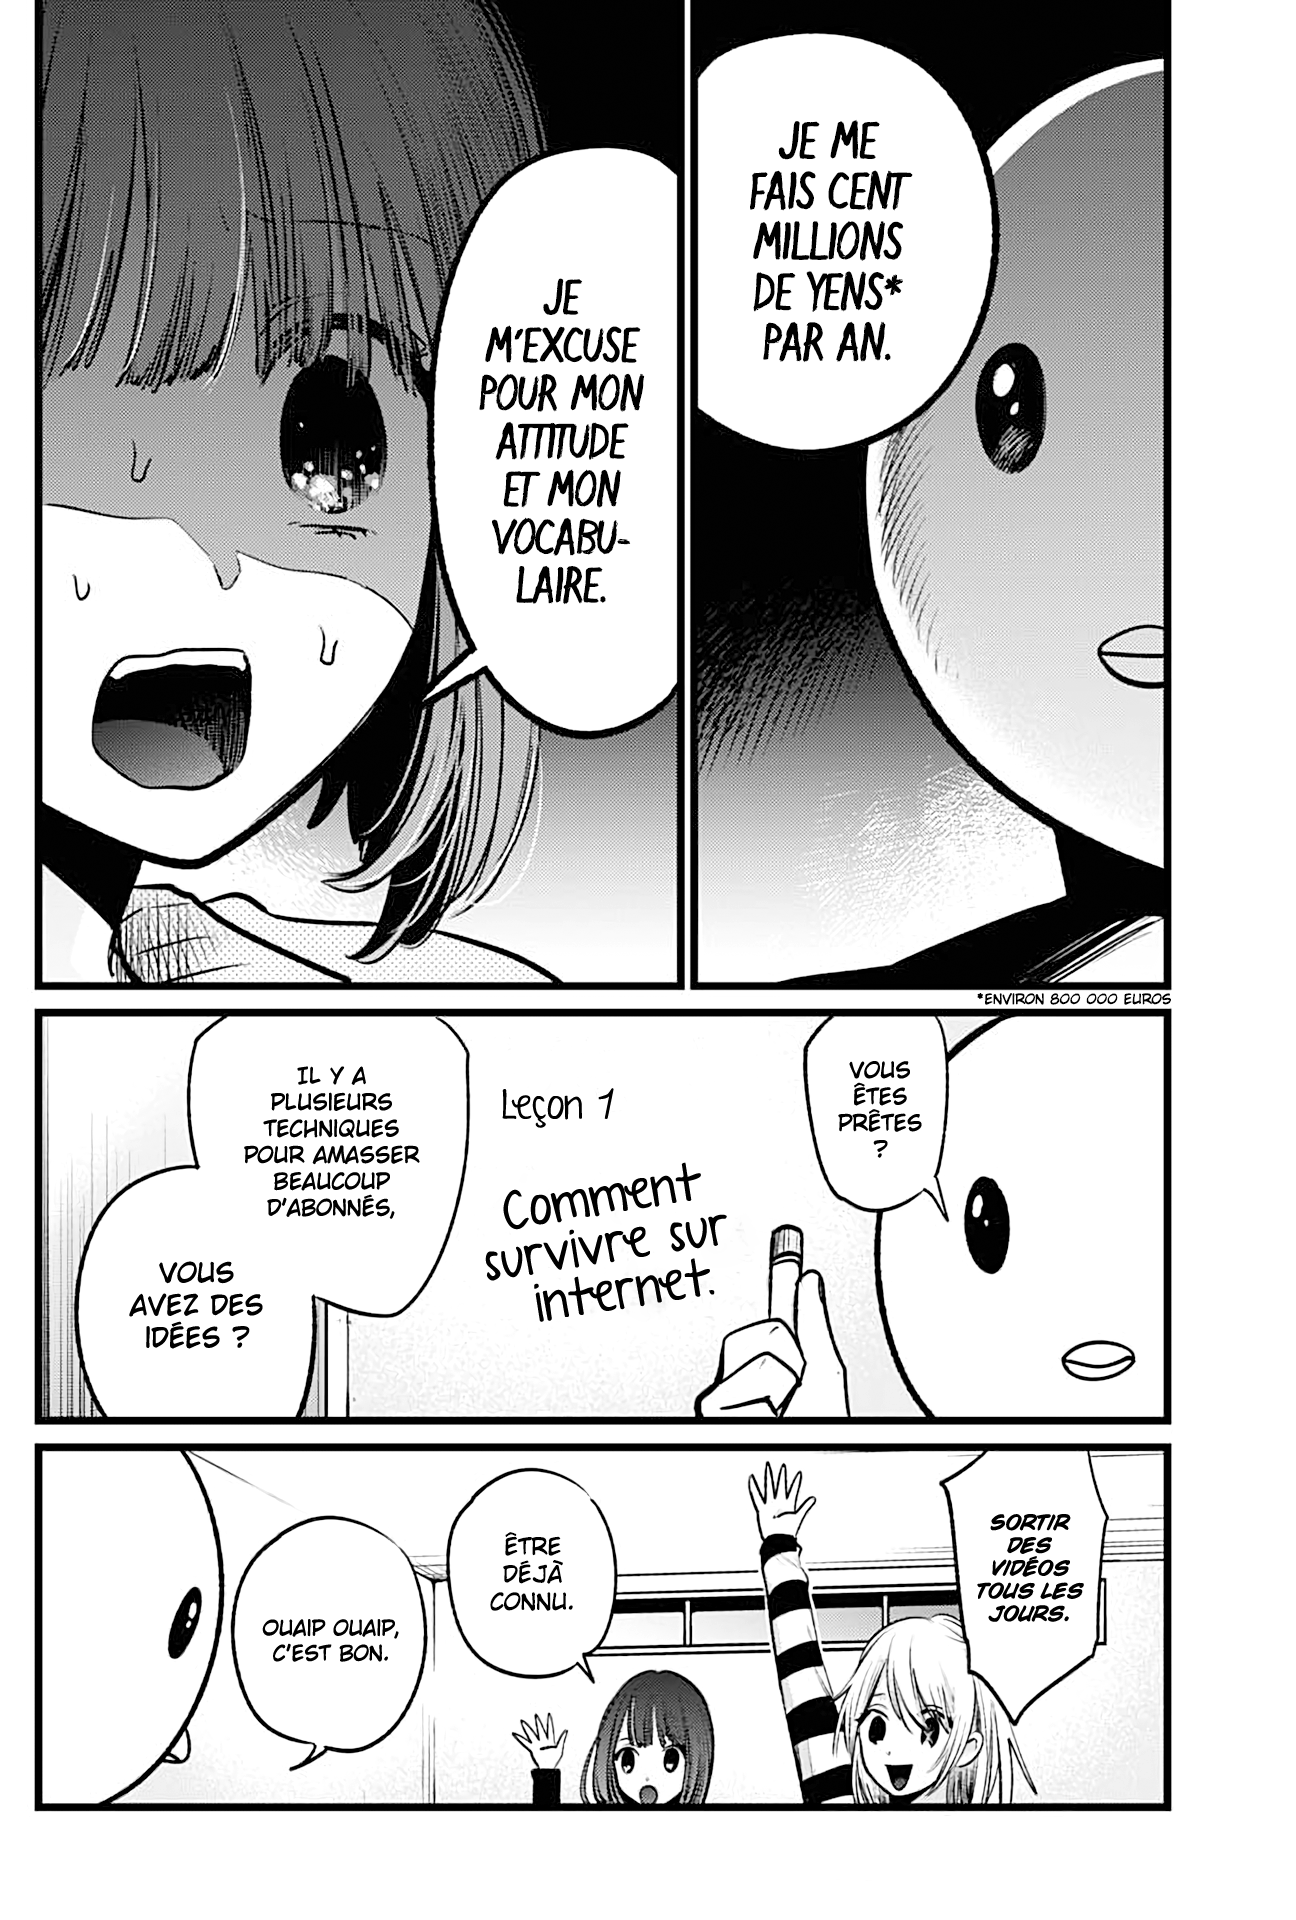 JE ME
FAIS CENT
MILLIONS
DE YENS*
PAR AN.
JE
M'EXCUSE
POUR MON
ATTITUDE
ET MON
VOCABU-
LAIRE.
*ENVIRON 800 000 EUROS
VOUS
ÊTES
PRÊTES
?
Leçon 1
Comment
survivre sur
internet.
IL Y A
PLUSIEURS
TECHNIQUES
POUR AMASSER
BEAUCOUP
D'ABONNÉS,
VOUS
AVEZ DES
IDÉES ?
SORTIR
DES
VIDÉOS
TOUS LES
JOURS.
ÊTRE
DÉJÀ
CONNU.
OUAIP OUAIP,
C'EST BON.